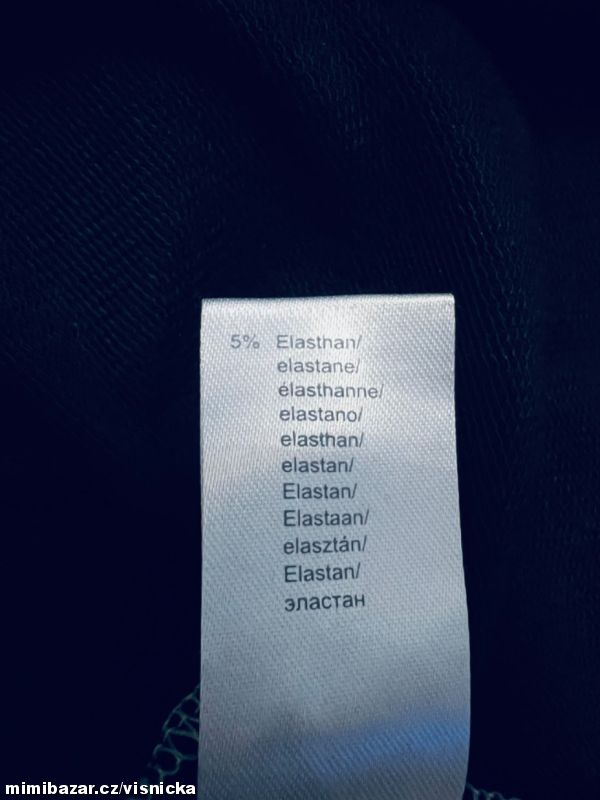 5% Elasthan/
elastane/
élasthanne/
elastano/
elasthan/
elastan/
Elastan/
Elastaan/
elasztán/
Elastan/
эластан
mimibazar.cz/visnicka